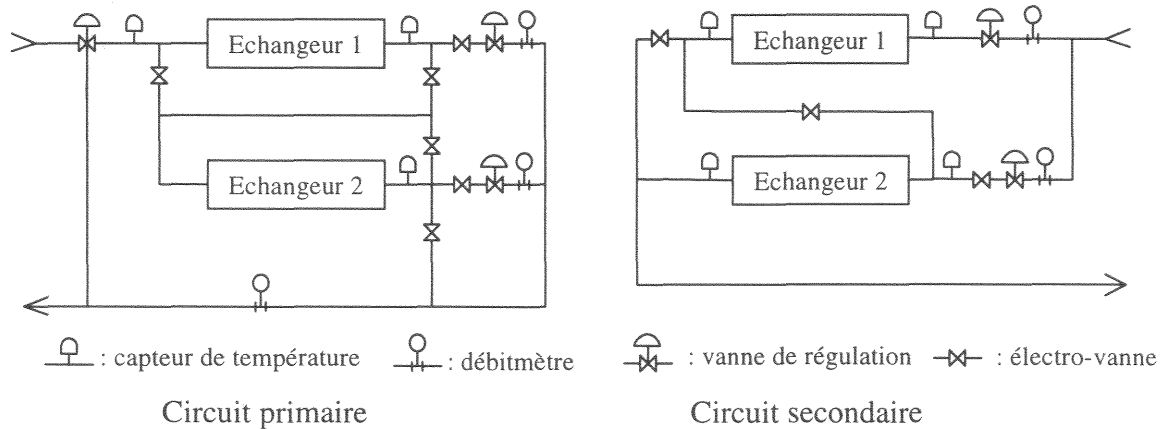 Echangeur 1
Echangeur 2
Echangeur 1
Echangeur 2
: capteur de température
: débitmètre
: vanne de régulation
: électro-vanne
Circuit primaire
Circuit secondaire